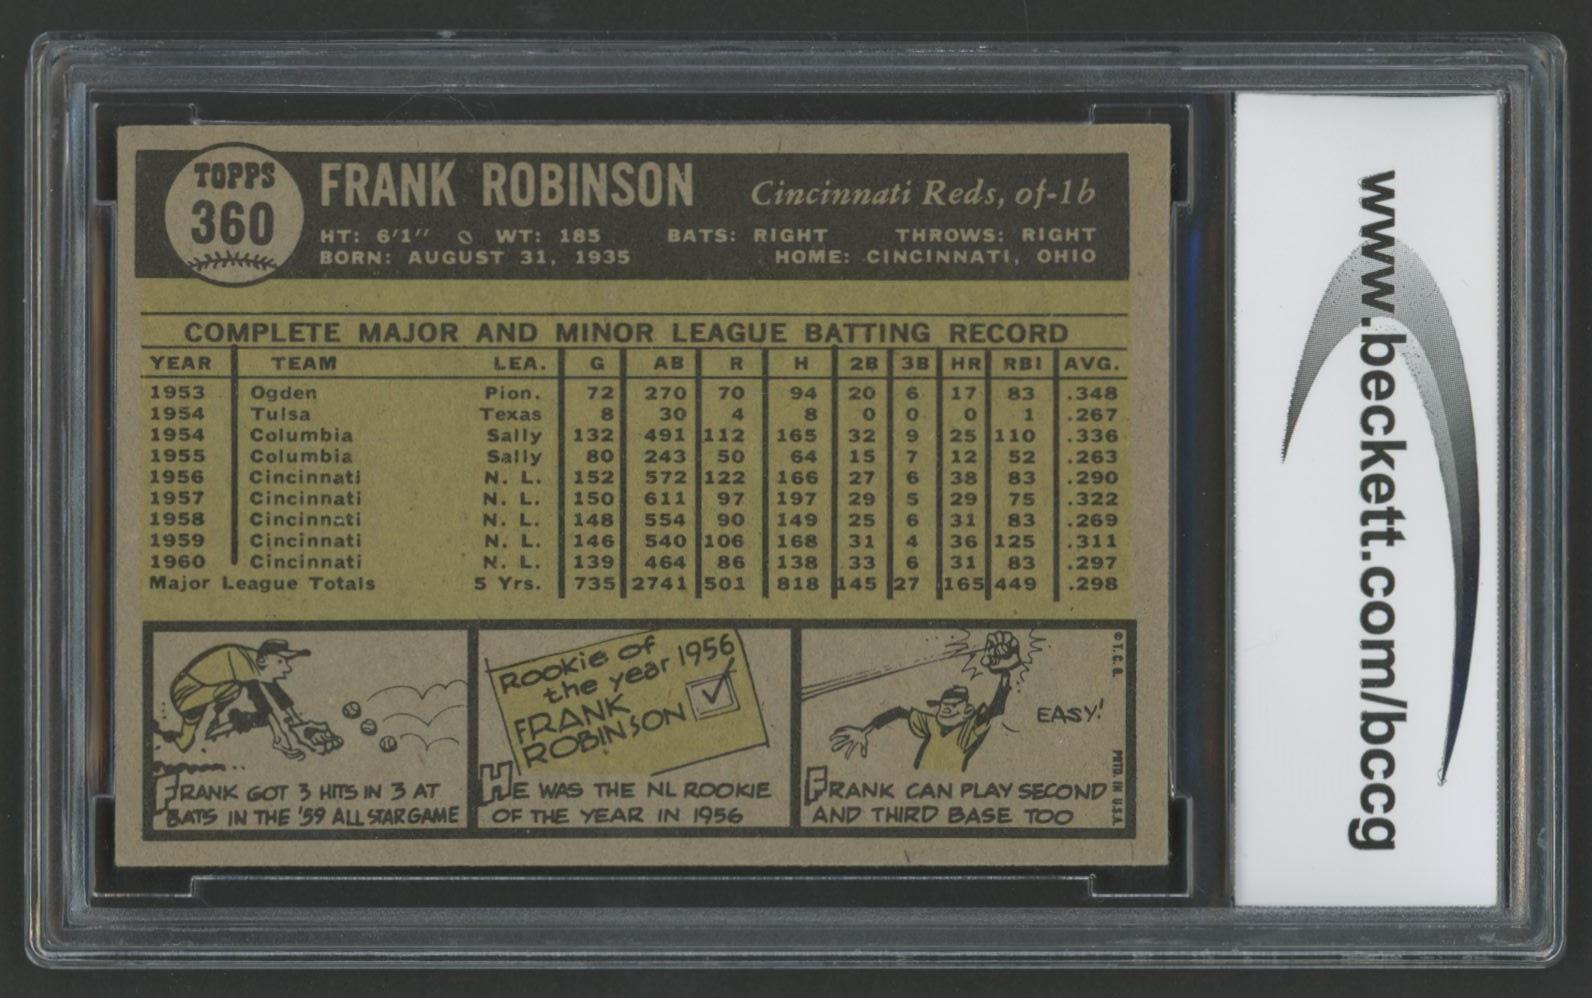 TOPPS
360
FRANK ROBINSON
Cincinnati Reds, of-1b
HT: 6'1" WT: 185 BATS: RIGHT THROWS: RIGHT
BORN: AUGUST 31, 1935 HOME: CINCINNATI, OHIO
COMPLETE MAJOR AND MINOR LEAGUE BATTING RECORD
YEAR TEAM LEA. G AB R H 2B 3B HR RBI AVG.
1953 Ogden Pion. 72 270 70 94 20 6 17 83 .348
1954 Tulsa Texas 8 30 4 8 0 0 0 1 .267
1954 Columbia Sally 132 491 112 165 32 9 25 110 .336
1955 Columbia Sally 80 243 50 64 15 7 12 52 .263
1956 Cincinnati N. L. 152 572 122 166 27 6 38 83 .290
1957 Cincinnati N. L. 150 611 97 197 29 5 29 75 .322
1958 Cincinnati N. L. 148 554 90 149 25 6 31 83 .269
1959 Cincinnati N. L. 146 540 106 168 31 4 36 125 .311
1960 Cincinnati N. L. 139 464 86 138 33 6 31 83 .297
Major League Totals 5 Yrs. 735 2741 501 818 145 27 165 449 .298
FRANK GOT 3 HITS IN 3 AT
BATS IN THE '59 ALL STAR GAME
Rookie of
the year 1956
FRANK
ROBINSON
HE WAS THE NL ROOKIE
OF THE YEAR IN 1956
EASY!
FRANK CAN PLAY SECOND
AND THIRD BASE TOO
© T. C. G.
PRTD. IN U.S.A.
www.beckett.com/bccg